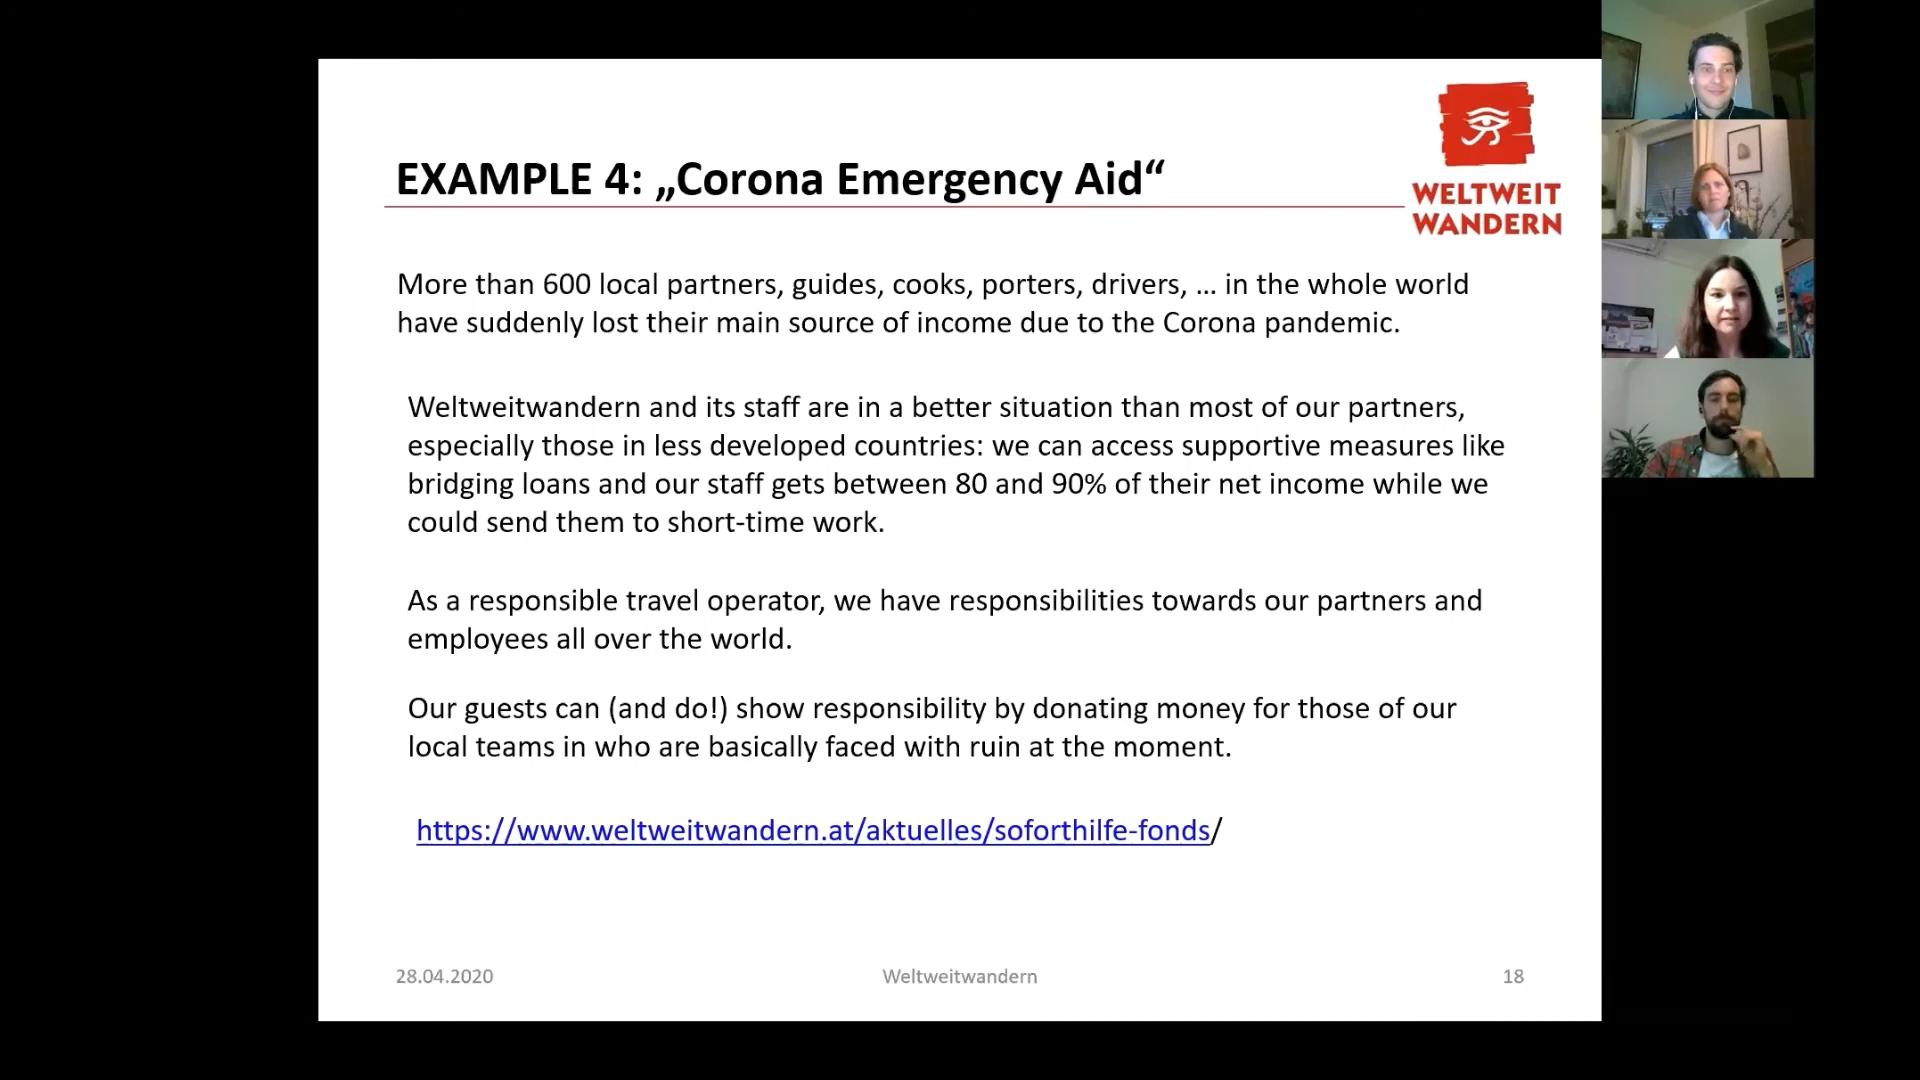 WELTWEIT
WANDERN
EXAMPLE 4: „Corona Emergency Aid“
More than 600 local partners, guides, cooks, porters, drivers, … in the whole world
have suddenly lost their main source of income due to the Corona pandemic.
Weltweitwandern and its staff are in a better situation than most of our partners,
especially those in less developed countries: we can access supportive measures like
bridging loans and our staff gets between 80 and 90% of their net income while we
could send them to short-time work.
As a responsible travel operator, we have responsibilities towards our partners and
employees all over the world.
Our guests can (and do!) show responsibility by donating money for those of our
local teams in who are basically faced with ruin at the moment.
https://www.weltweitwandern.at/aktuelles/soforthilfe-fonds/
28.04.2020
Weltweitwandern
18